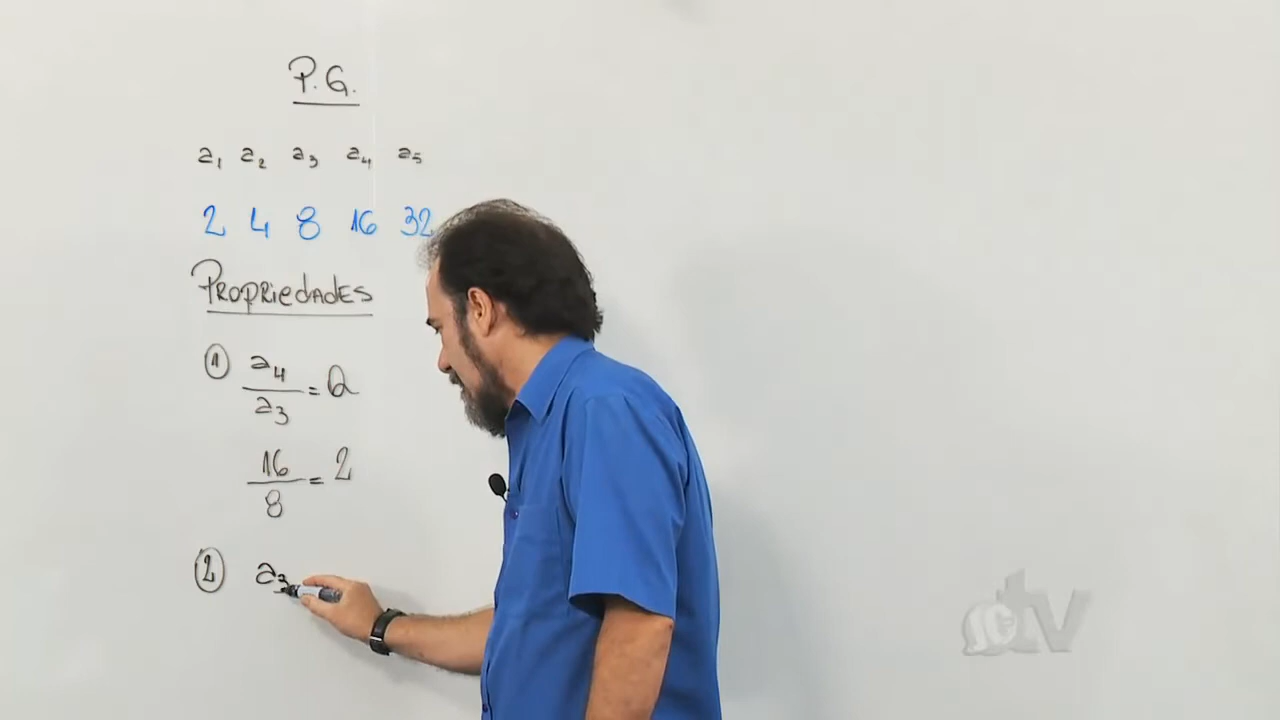 P.G.
a₁ a₂ a₃ a₄ a₅
2 4 8 16 32
PROPRIEDADES
① a₄/a₃ = Q
16/8 = 2
② a₃
tv